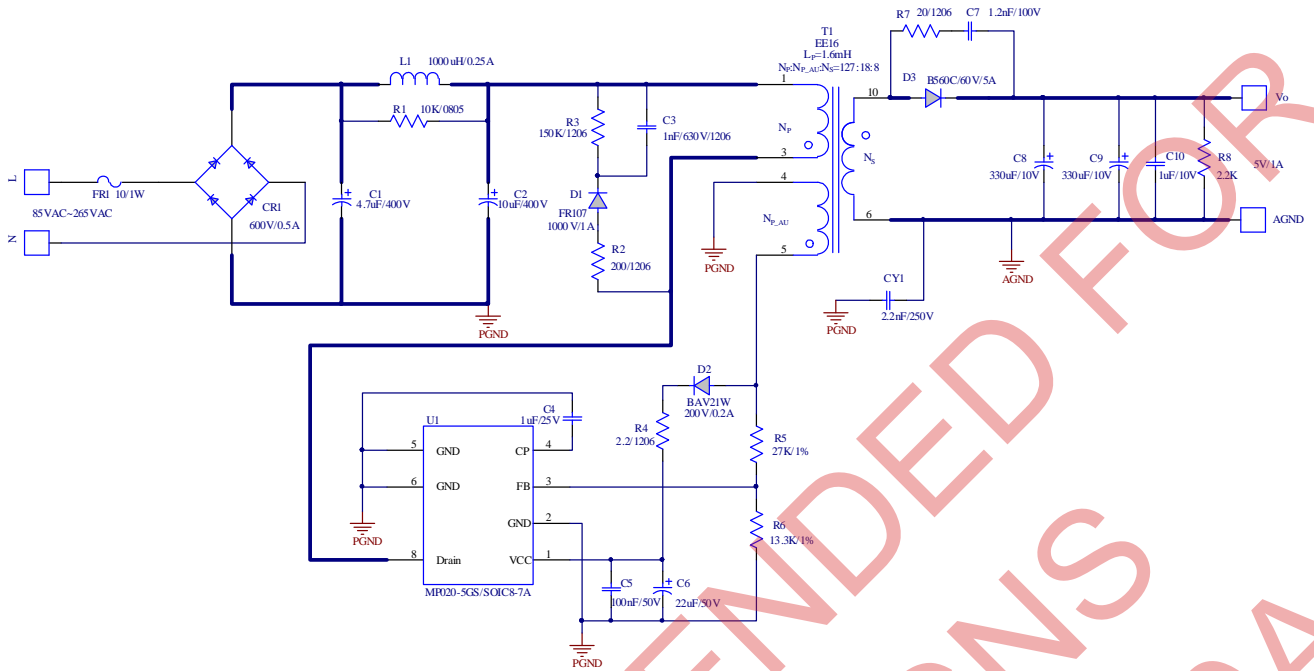 R7 20/1206 C7 1.2nF/100V
T1
EE16
LP=1.6mH
NP:NP_AU:NS=127:18:8
L1 1000uH/0.25A
1
10
D3 B560C/60V/5A
Vo
R1 10K/0805
R3
150K/1206
C3
1nF/630V/1206
NP
NS
3
4
C8
330uF/10V
C9
330uF/10V
C10
1uF/10V
R8
2.2K
5V/1A
L
FR1 10/1W
85VAC~265VAC
N
CR1
600V/0.5A
C1
4.7uF/400V
C2
10uF/400V
D1
FR107
1000V/1A
R2
200/1206
PGND
NP_AU
5
6
AGND
AGND
CY1
2.2nF/250V
PGND
PGND
D2
BAV21W
200V/0.2A
C4
1uF/25V
R4
2.2/1206
R5
27K/1%
U1
5 GND CP 4
6 GND FB 3
GND 2
8 Drain VCC 1
MP020-5GS/SOIC8-7A
PGND
R6
13.3K/1%
C5
100nF/50V
C6
22uF/50V
PGND
ENDED FOR
NS